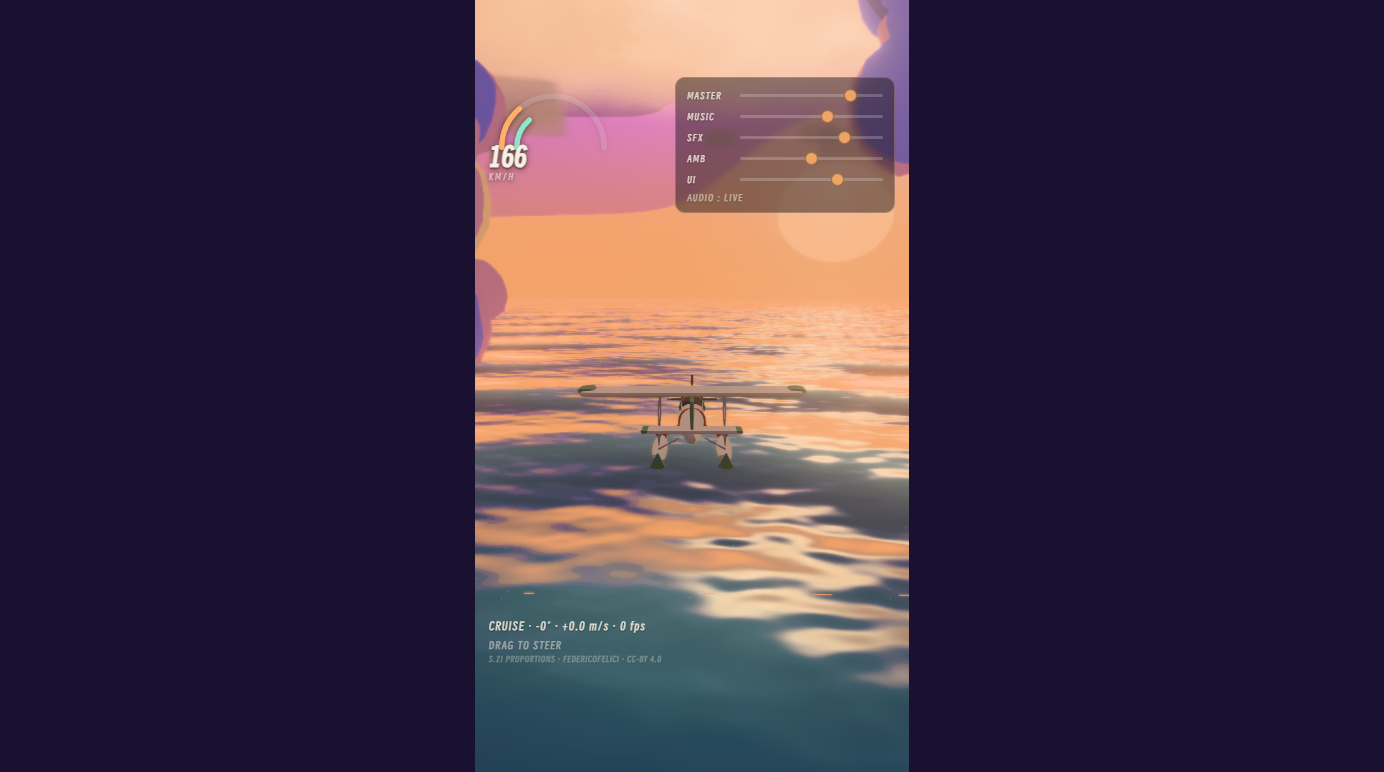 MASTER
MUSIC
SFX
AMB
UI
AUDIO : LIVE
166
KM/H
CRUISE · -0° · +0.0 m/s · 0 fps
DRAG TO STEER
S.21 PROPORTIONS · FEDERICOFELICI · CC-BY 4.0